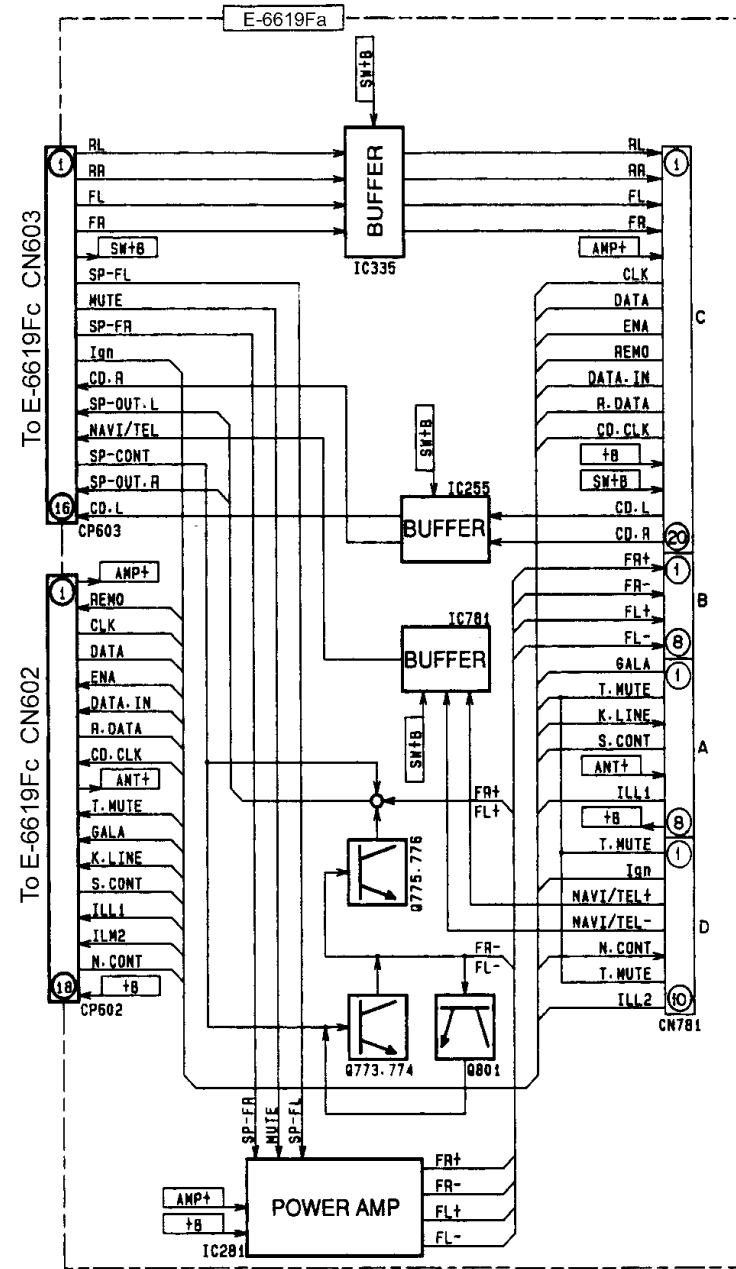 E-6619Fa
SW+B
To E-6619Fc CN603
1
RL
RR
FL
FR
SW+B
SP-FL
MUTE
SP-FR
Ign
CD.R
SP-OUT.L
NAVI/TEL
SP-CONT
SP-OUT.R
CD.L
16
CP603
BUFFER
IC335
RL
RR
FL
FR
AMP+
CLK
DATA
ENA
REMO
DATA.IN
R.DATA
CD.CLK
+B
SW+B
CD.L
CD.R
1
20
C
SW+B
IC255
BUFFER
FR+
FR-
FL+
FL-
1
8
B
To E-6619Fc CN602
1
AMP+
REMO
CLK
DATA
ENA
DATA.IN
R.DATA
CD.CLK
ANT+
T.MUTE
GALA
K.LINE
S.CONT
ILL1
ILM2
N.CONT
+B
18
CP602
IC781
BUFFER
SW+B
GALA
T.MUTE
K.LINE
S.CONT
ANT+
ILL1
+B
1
8
A
FR+
FL+
Q775.776
T.MUTE
Ign
NAVI/TEL+
NAVI/TEL-
N.CONT
T.MUTE
ILL2
1
10
D
CN781
FR-
FL-
Q773.774
Q801
SP-FR
MUTE
SP-FL
AMP+
+B
POWER AMP
IC281
FR+
FR-
FL+
FL-